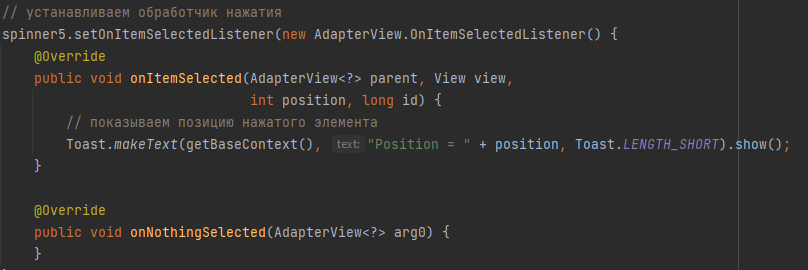 // устанавливаем обработчик нажатия
spinner5.setOnItemSelectedListener(new AdapterView.OnItemSelectedListener() {
@Override
public void onItemSelected(AdapterView<?> parent, View view,
int position, long id) {
// показываем позицию нажатого элемента
Toast.makeText(getBaseContext(), text: "Position = " + position, Toast.LENGTH_SHORT).show();
}
@Override
public void onNothingSelected(AdapterView<?> arg0) {
}